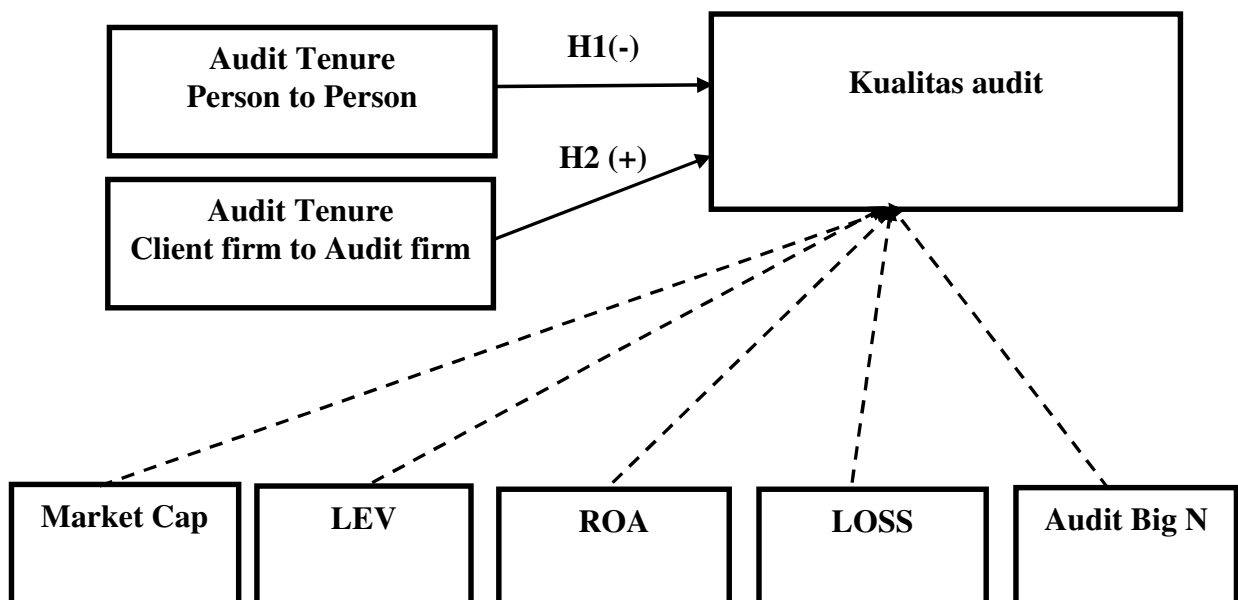 Audit Tenure
Person to Person
H1(-)
Kualitas audit
H2 (+)
Audit Tenure
Client firm to Audit firm
Market Cap
LEV
ROA
LOSS
Audit Big N